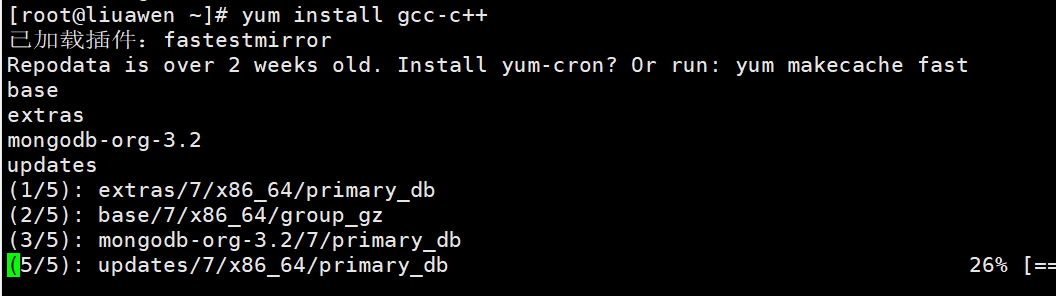 [root@liuawen ~]# yum install gcc-c++
已加载插件：fastestmirror
Repodata is over 2 weeks old. Install yum-cron? Or run: yum makecache fast
base
extras
mongodb-org-3.2
updates
(1/5): extras/7/x86_64/primary_db
(2/5): base/7/x86_64/group_gz
(3/5): mongodb-org-3.2/7/primary_db
(5/5): updates/7/x86_64/primary_db 26% [==